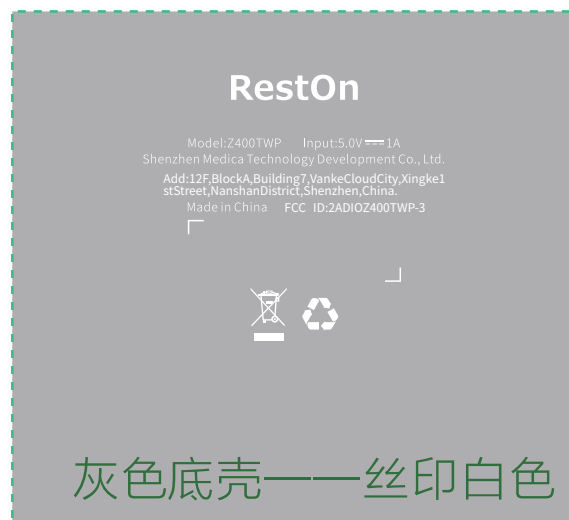 RestOn
Model:Z400TWP Input:5.0V⎓1A
Shenzhen Medica Technology Development Co., Ltd.
Add:12F,BlockA,Building7,VankeCloudCity,Xingke1
stStreet,NanshanDistrict,Shenzhen,China.
Made in China FCC ID:2ADIOZ400TWP-3
灰色底壳——丝印白色